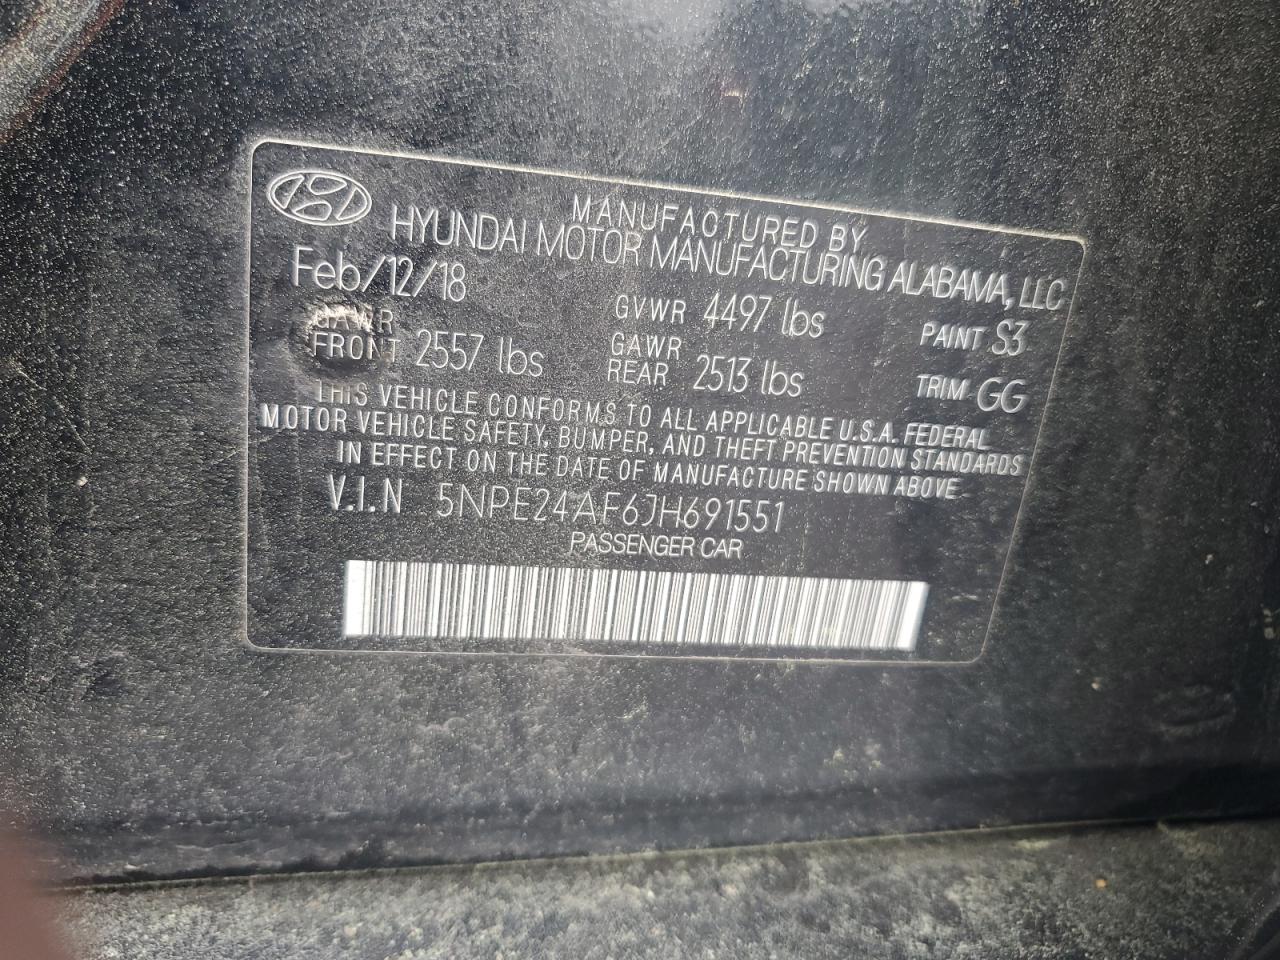 MANUFACTURED BY
HYUNDAI MOTOR MANUFACTURING ALABAMA, LLC
Feb/12/18 GVWR 4497 lbs PAINT S3
GAWR FRONT 2557 lbs GAWR REAR 2513 lbs TRIM GG
THIS VEHICLE CONFORMS TO ALL APPLICABLE U.S.A. FEDERAL
MOTOR VEHICLE SAFETY, BUMPER, AND THEFT PREVENTION STANDARDS
IN EFFECT ON THE DATE OF MANUFACTURE SHOWN ABOVE
V.I.N 5NPE24AF6JH691551
PASSENGER CAR